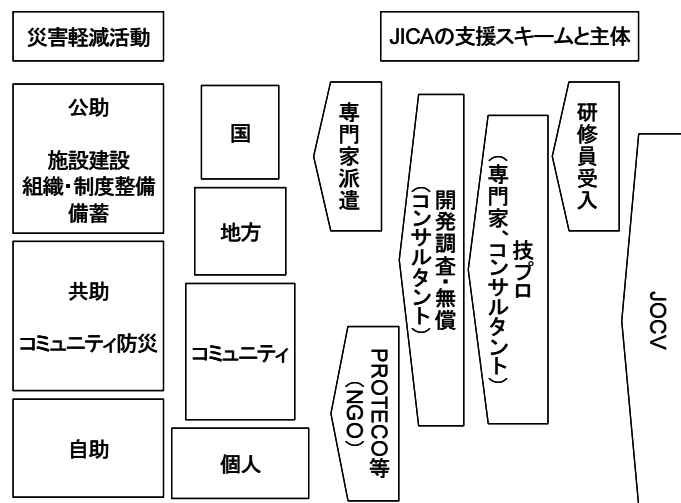 災害軽減活動
JICAの支援スキームと主体
公助
施設建設
組織・制度整備
備蓄
共助
コミュニティ防災
自助
国
地方
コミュニティ
個人
専門家派遣
PROTECO等
(NGO)
開発調査・無償
(コンサルタント)
技プロ
(専門家、コンサルタント)
研修員受入
JOCV